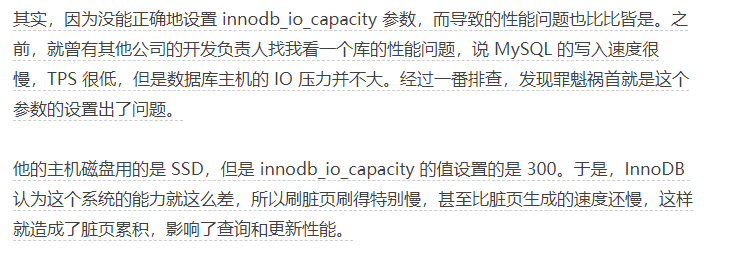 其实，因为没能正确地设置 innodb_io_capacity 参数，而导致的性能问题也比比皆是。之
前，就曾有其他公司的开发负责人找我看一个库的性能问题，说 MySQL 的写入速度很
慢，TPS 很低，但是数据库主机的 IO 压力并不大。经过一番排查，发现罪魁祸首就是这个
参数的设置出了问题。
他的主机磁盘用的是 SSD，但是 innodb_io_capacity 的值设置的是 300。于是，InnoDB
认为这个系统的能力就这么差，所以刷脏页刷得特别慢，甚至比脏页生成的速度还慢，这样
就造成了脏页累积，影响了查询和更新性能。